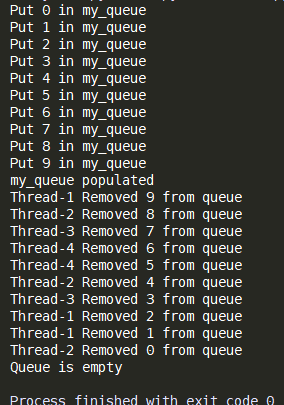 Put 0 in my_queue
Put 1 in my_queue
Put 2 in my_queue
Put 3 in my_queue
Put 4 in my_queue
Put 5 in my_queue
Put 6 in my_queue
Put 7 in my_queue
Put 8 in my_queue
Put 9 in my_queue
my_queue populated
Thread-1 Removed 9 from queue
Thread-2 Removed 8 from queue
Thread-3 Removed 7 from queue
Thread-4 Removed 6 from queue
Thread-4 Removed 5 from queue
Thread-2 Removed 4 from queue
Thread-3 Removed 3 from queue
Thread-1 Removed 2 from queue
Thread-1 Removed 1 from queue
Thread-2 Removed 0 from queue
Queue is empty
Process finished with exit code 0